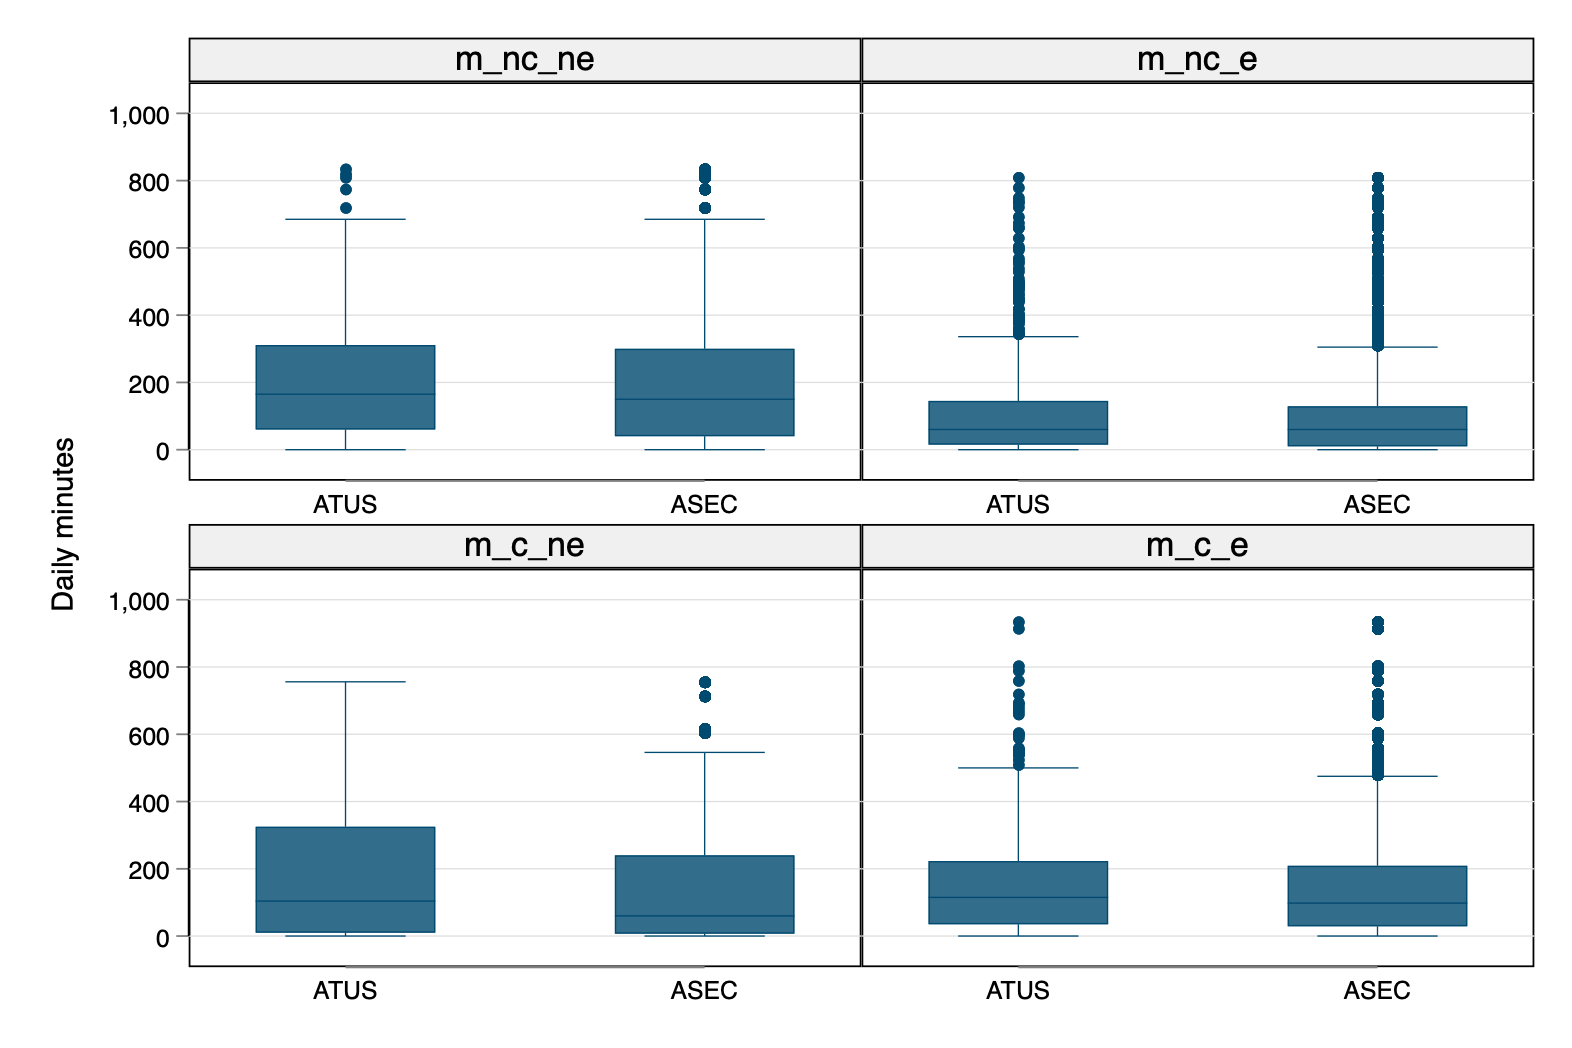 Daily minutes
m_nc_ne
m_nc_e
1,000
800
600
400
200
0
ATUS
ASEC
ATUS
ASEC
m_c_ne
m_c_e
1,000
800
600
400
200
0
ATUS
ASEC
ATUS
ASEC